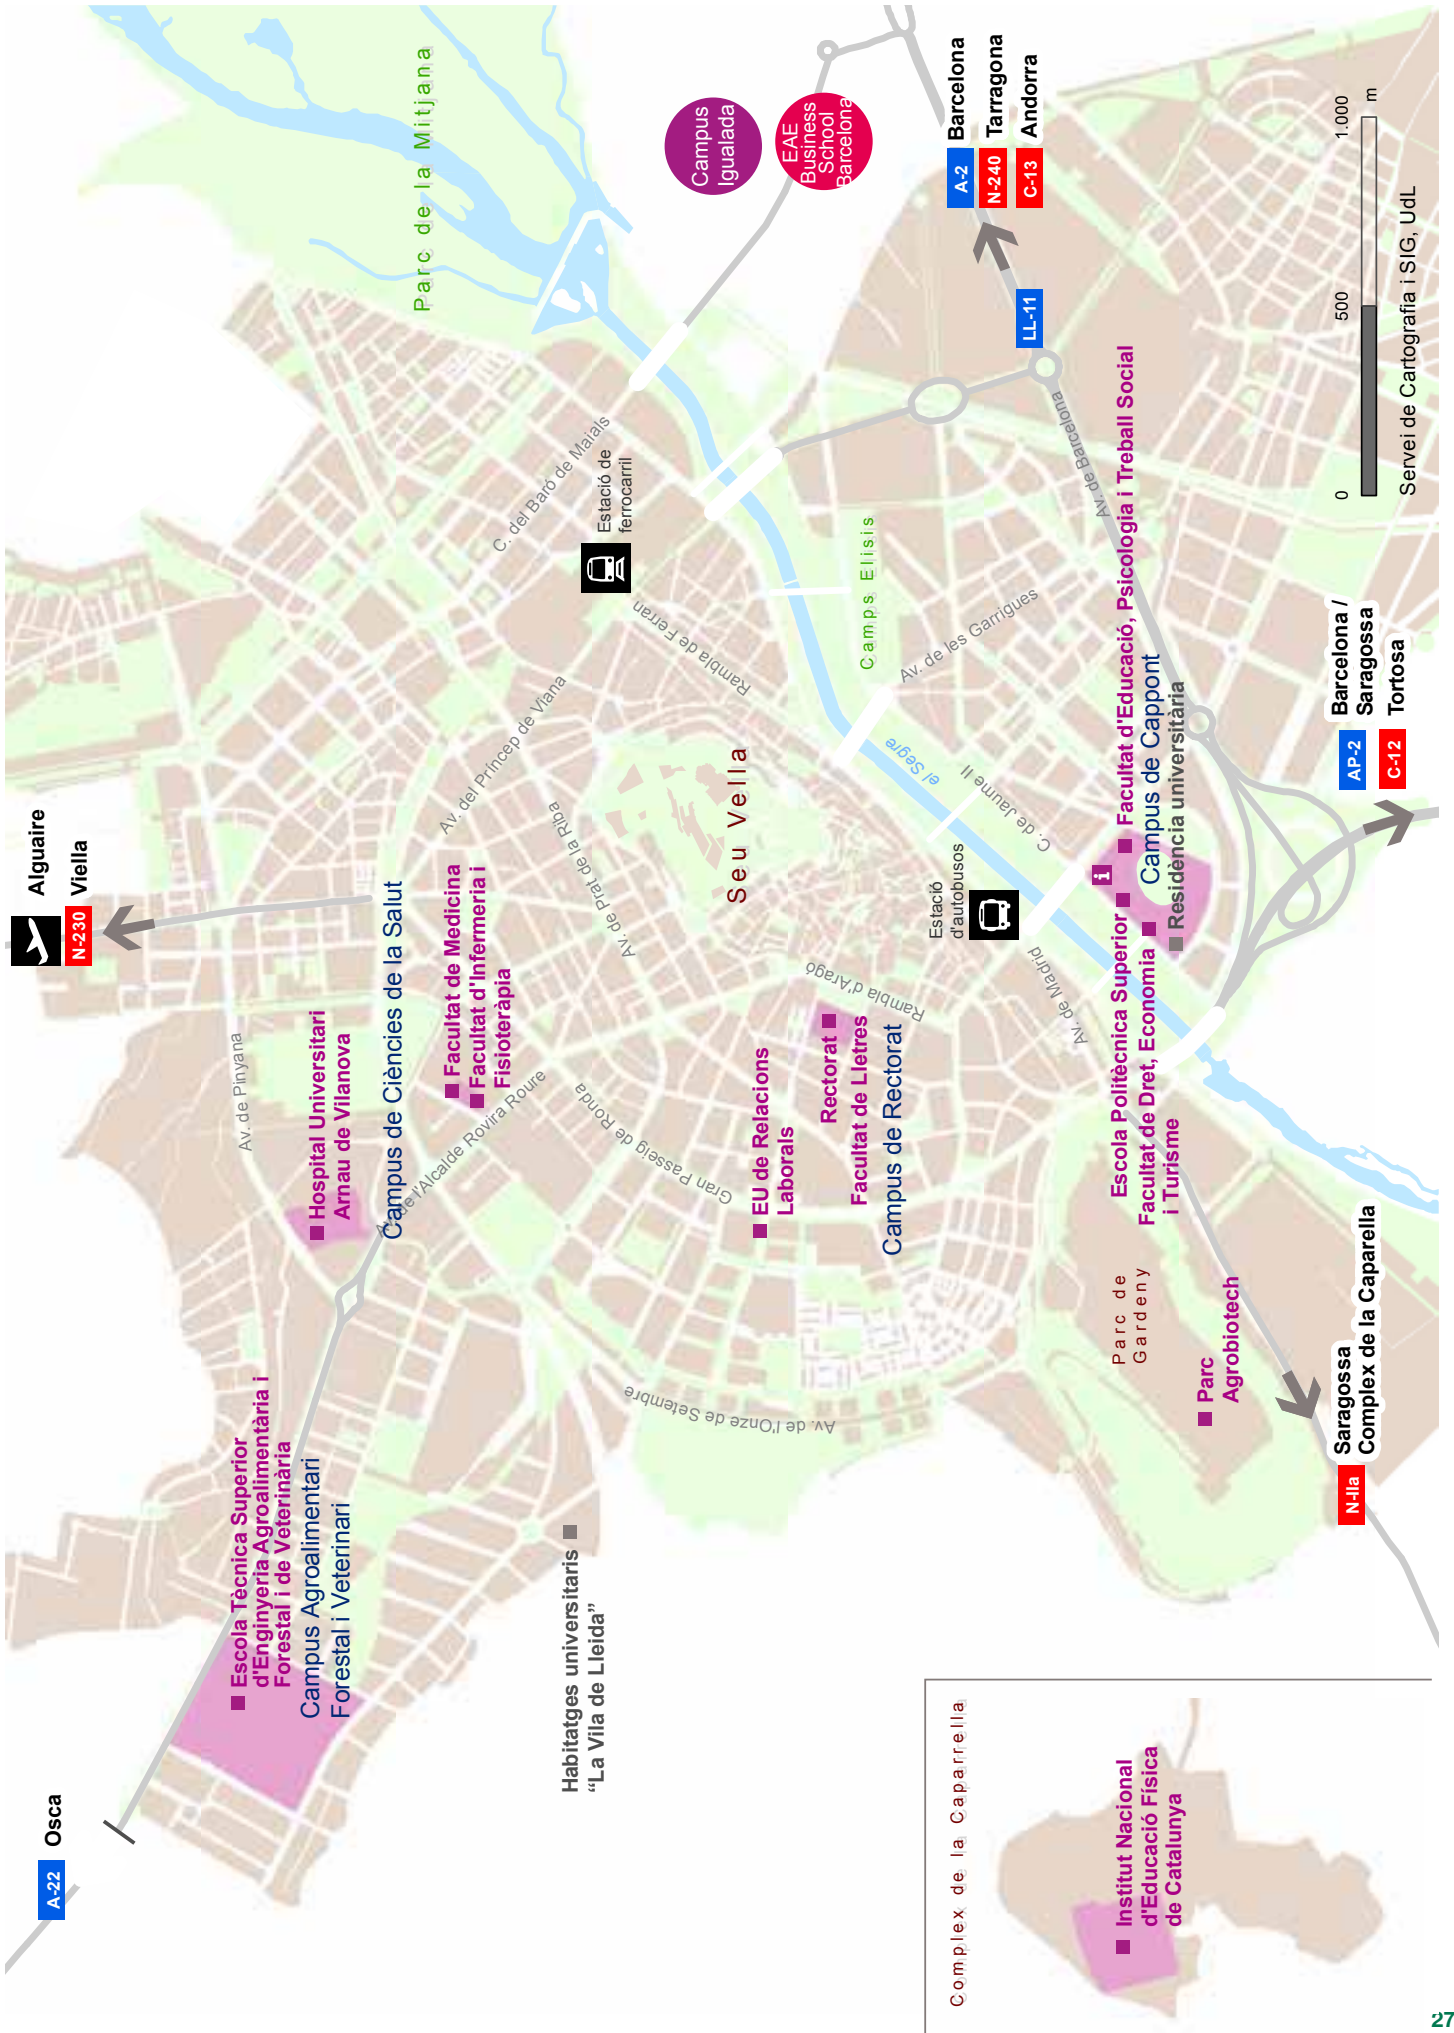 A-22
Osca
Alguaire
N-230
Viella
Parc de la Mitjana
Escola Tècnica Superior
d'Enginyeria Agroalimentària i
Forestal i de Veterinària
Campus Agroalimentari
Forestal i Veterinari
Av. de Pinyana
Hospital Universitari
Arnau de Vilanova
Campus de Ciències de la Salut
Av. de l'Alcalde Rovira Roure
Facultat de Medicina
Facultat d'Infermeria i
Fisioteràpia
Av. del Príncep de Viana
C. del Baró de Maials
Estació de
ferrocarril
Rambla de Ferran
Av. de Prat de la Riba
Gran Passeig de Ronda
Habitatges universitaris
“La Vila de Lleida”
Av. de l'Onze de Setembre
Campus
Igualada
EAE
Business
School
Barcelona
Seu Vella
EU de Relacions
Laborals
Rectorat
Facultat de Lletres
Campus de Rectorat
Rambla d'Aragó
Camps Elisis
el Segre
Av. de les Garrigues
C. de Jaume II
Estació
d'autobusos
Av. de Madrid
A-2
Barcelona
N-240
Tarragona
C-13
Andorra
LL-11
Av. de Barcelona
i
Escola Politècnica Superior
Facultat de Dret, Economia
i Turisme
Facultat d'Educació, Psicologia i Treball Social
Campus de Cappont
Residència universitària
Parc de
Gardeny
Parc
Agrobiotech
N-IIa
Saragossa
Complex de la Caparella
AP-2
Barcelona /
Saragossa
C-12
Tortosa
0
500
1.000
m
Servei de Cartografia i SIG, UdL
Complex de la Caparrella
Institut Nacional
d'Educació Física
de Catalunya
27